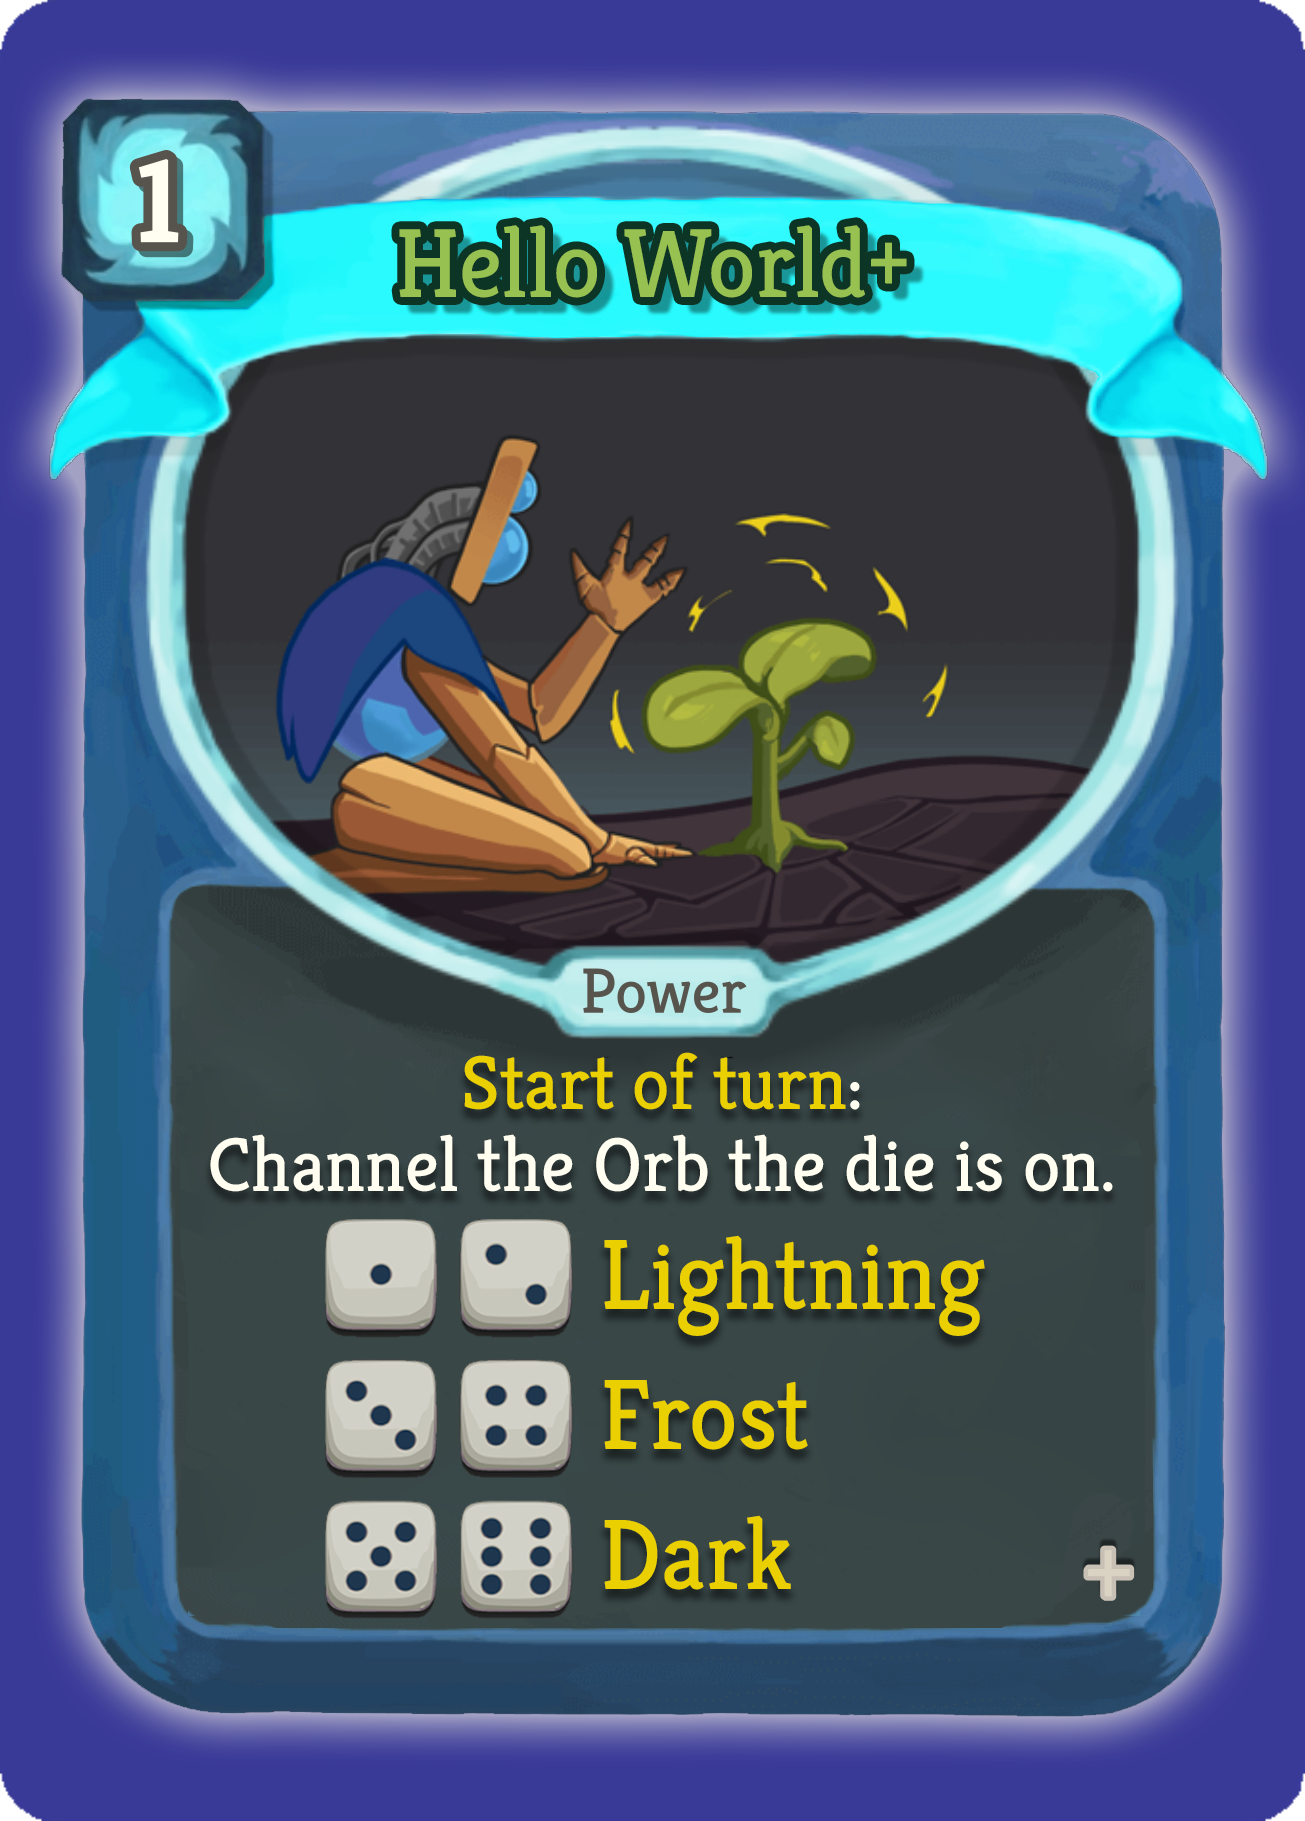 1
Hello World+
Power
Start of turn:
Channel the Orb the die is on.
Lightning
Frost
Dark